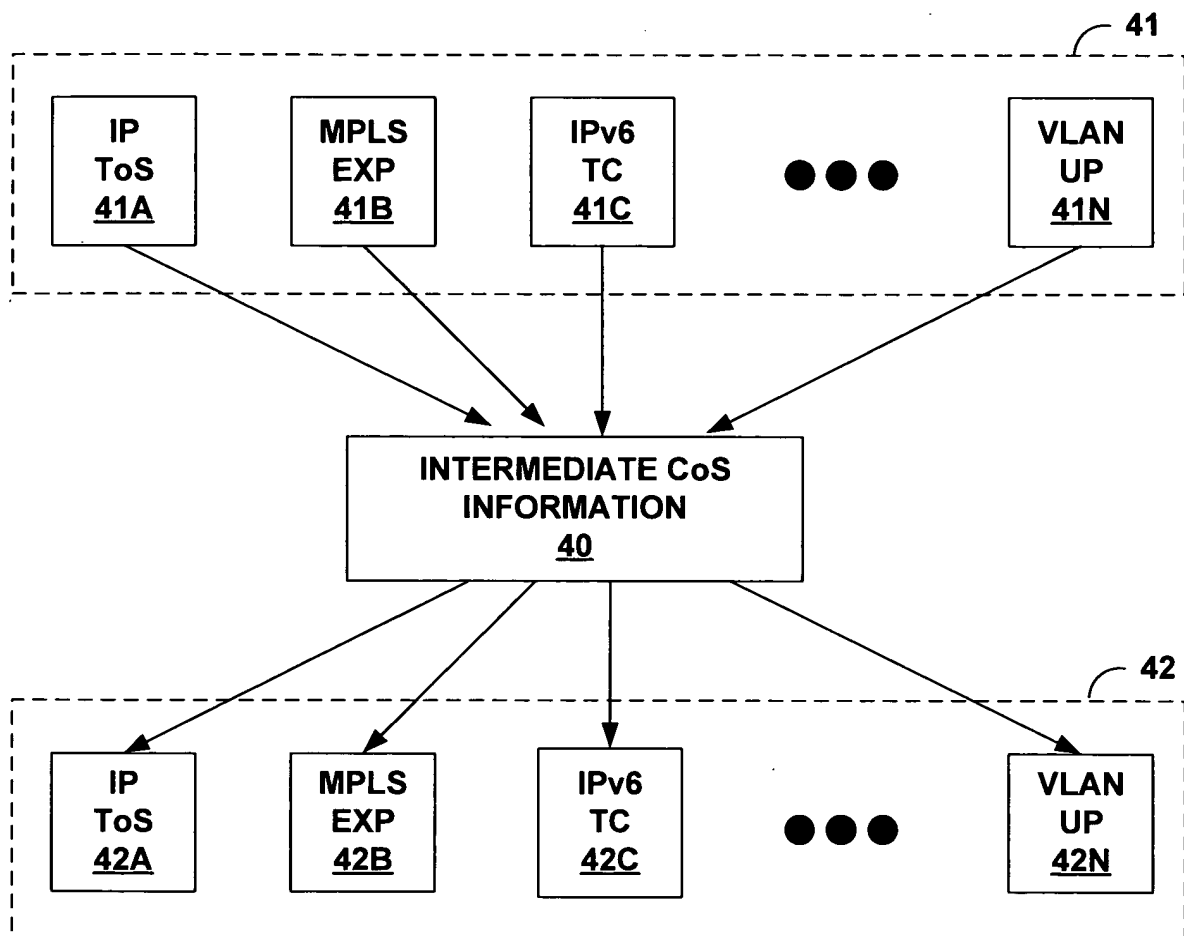 41
IP
ToS
41A
MPLS
EXP
41B
IPv6
TC
41C
VLAN
UP
41N
INTERMEDIATE CoS
INFORMATION
40
42
IP
ToS
42A
MPLS
EXP
42B
IPv6
TC
42C
VLAN
UP
42N